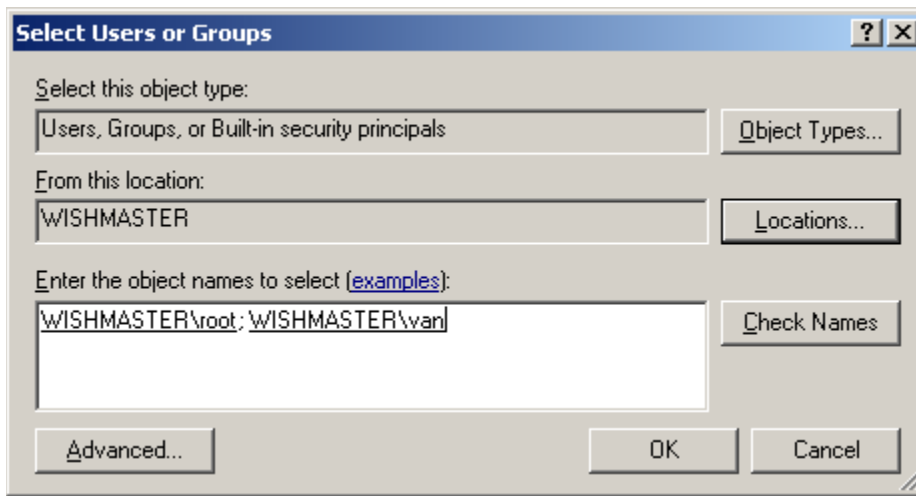 Select Users or Groups
Select this object type:
Users, Groups, or Built-in security principals
Object Types...
From this location:
WISHMASTER
Locations...
Enter the object names to select (examples):
WISHMASTER\root; WISHMASTER\van
Check Names
Advanced...
OK
Cancel